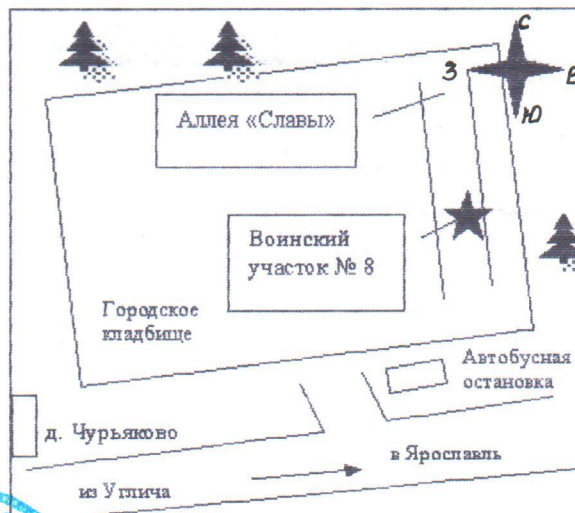 С
З
В
Ю
Аллея «Славы»
Воинский
участок № 8
Городское
кладбище
Автобусная
остановка
д. Чурьяково
в Ярославль
из Углича